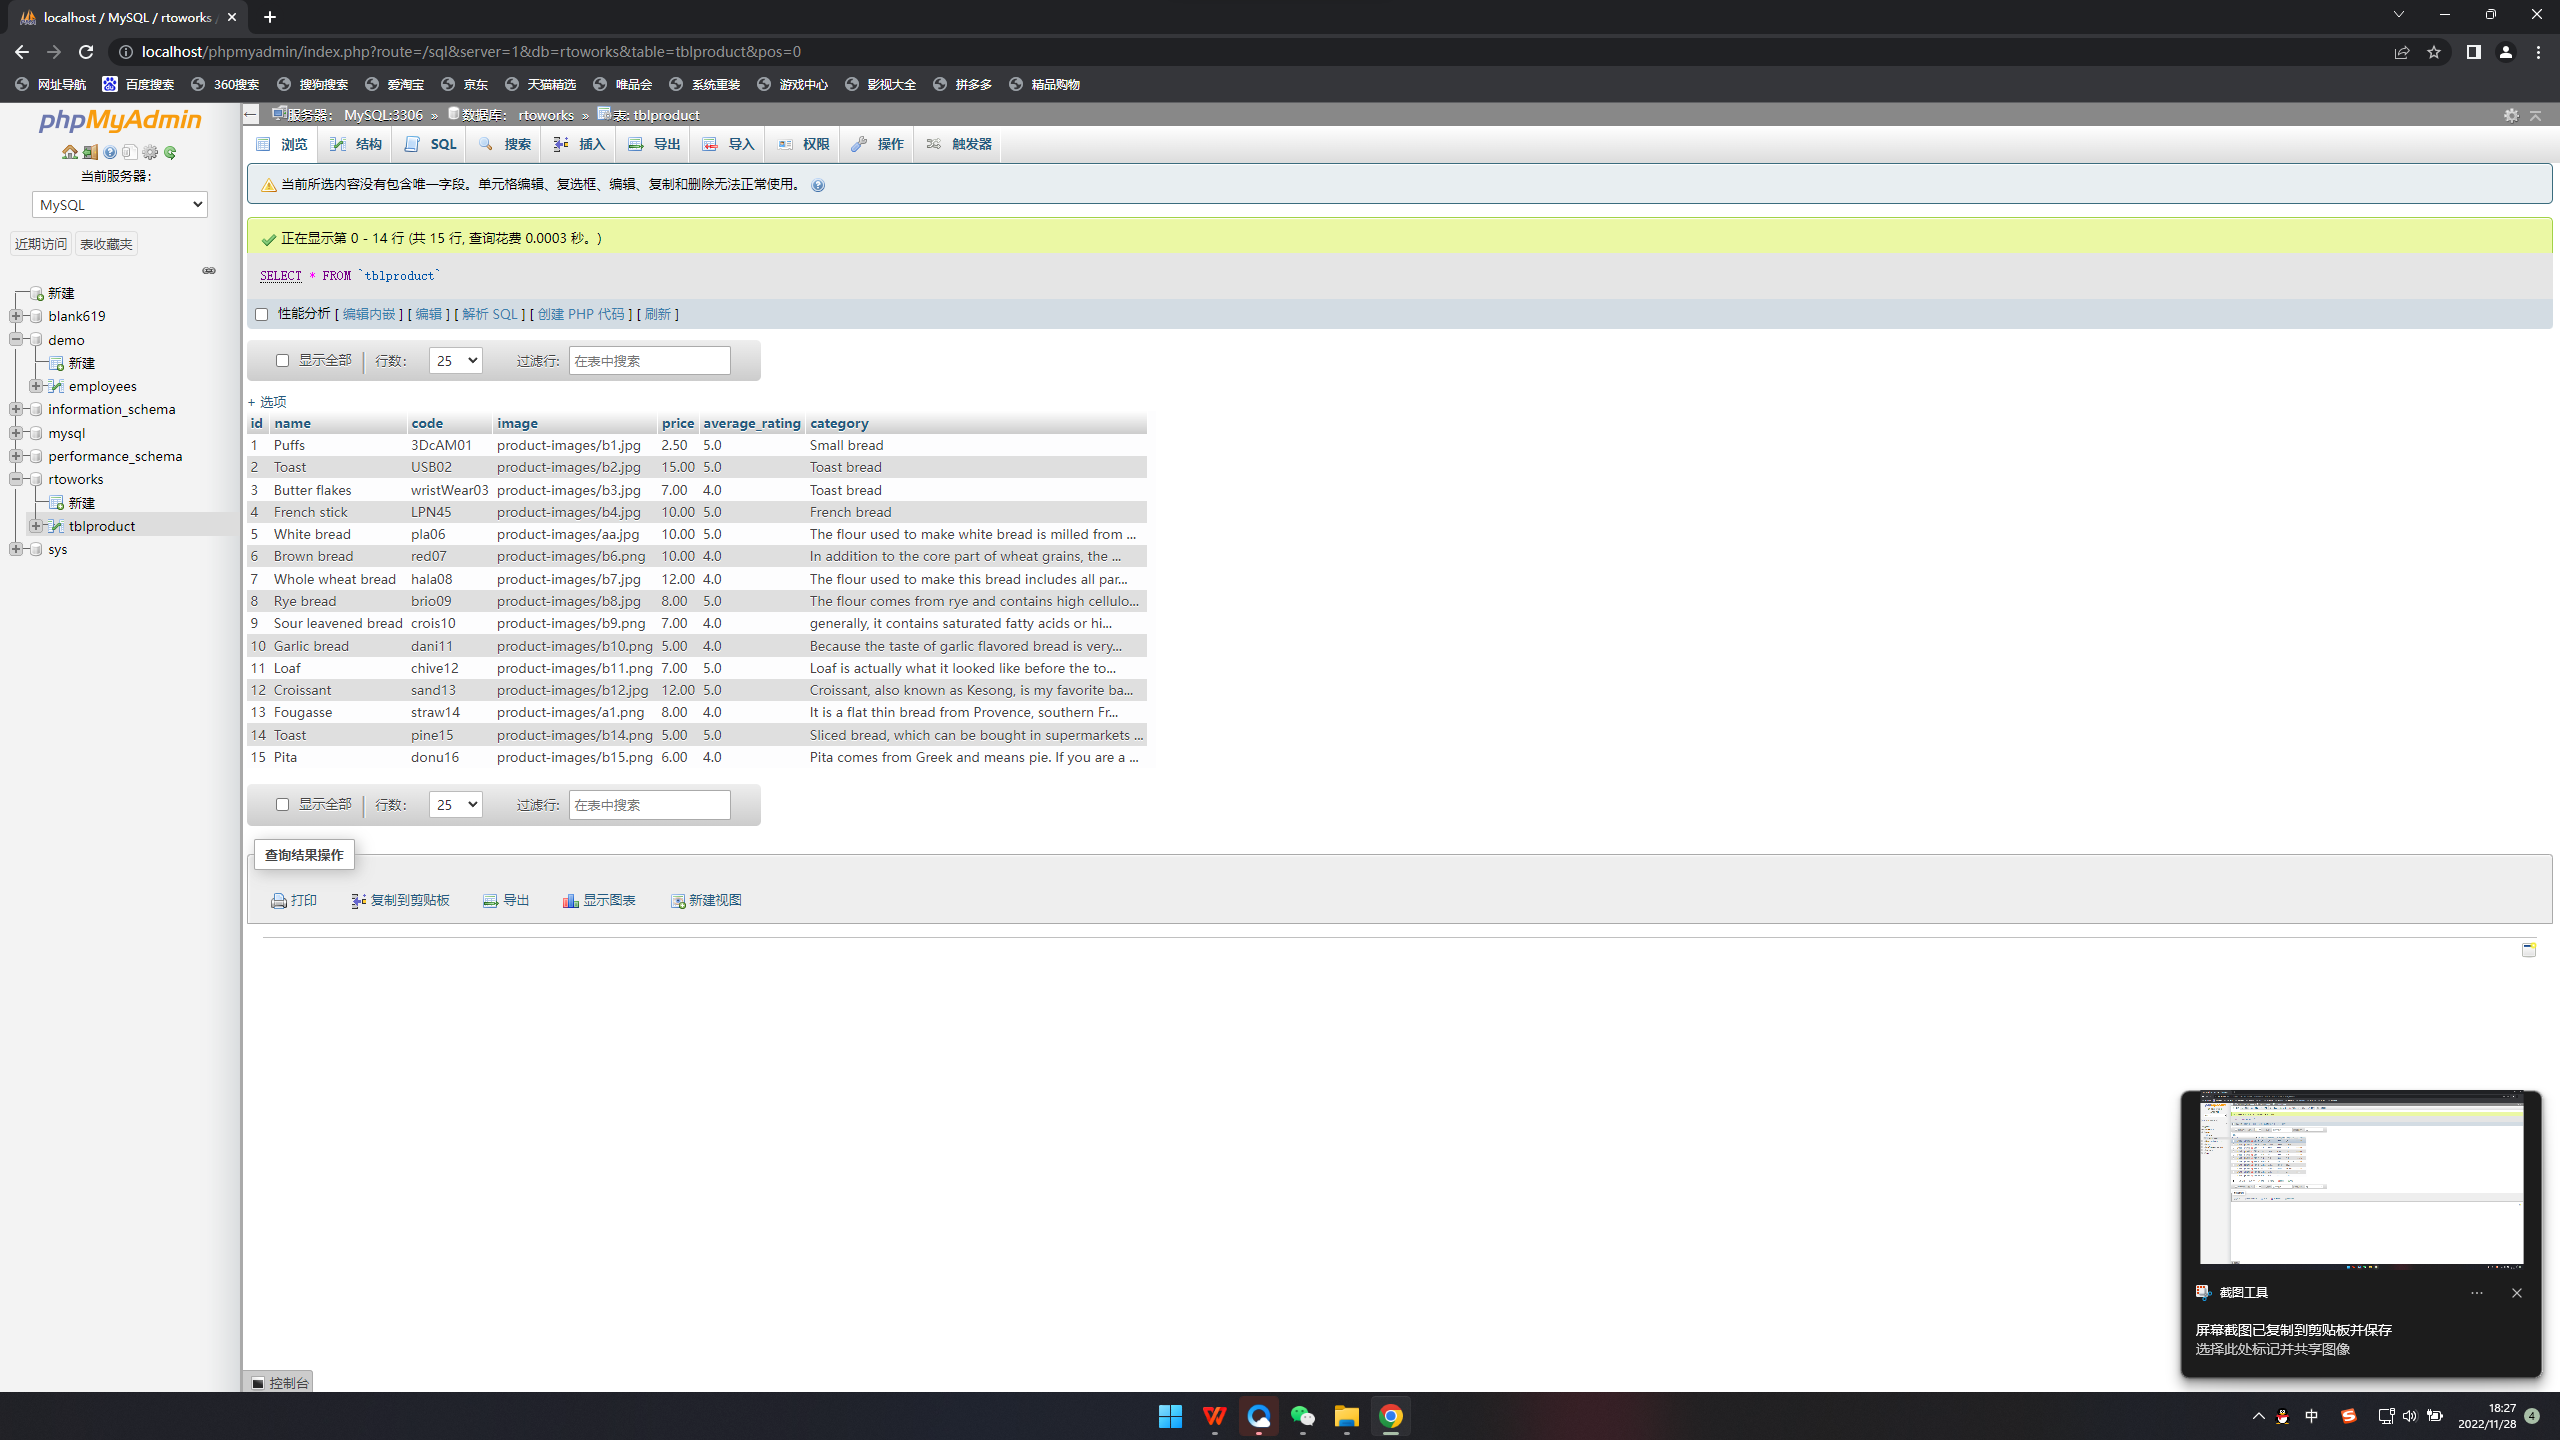 localhost / MySQL / rtoworks /
localhost/phpmyadmin/index.php?route=/sql&server=1&db=rtoworks&table=tblproduct&pos=0
网址导航 百度搜索 360搜索 搜狗搜索 爱淘宝 京东 天猫精选 唯品会 系统重装 游戏中心 影视大全 拼多多 精品购物
phpMyAdmin
当前服务器：
MySQL
近期访问 表收藏夹
新建
blank619
demo
新建
employees
information_schema
mysql
performance_schema
rtoworks
新建
tblproduct
sys
服务器： MySQL:3306 » 数据库： rtoworks » 表: tblproduct
浏览 结构 SQL 搜索 插入 导出 导入 权限 操作 触发器
当前所选内容没有包含唯一字段。单元格编辑、复选框、编辑、复制和删除无法正常使用。
正在显示第 0 - 14 行 (共 15 行, 查询花费 0.0003 秒。)
SELECT * FROM `tblproduct`
性能分析 [ 编辑内嵌 ] [ 编辑 ] [ 解析 SQL ] [ 创建 PHP 代码 ] [ 刷新 ]
显示全部 行数： 25 过滤行: 在表中搜索
+ 选项
id name code image price average_rating category
1 Puffs 3DcAM01 product-images/b1.jpg 2.50 5.0 Small bread
2 Toast USB02 product-images/b2.jpg 15.00 5.0 Toast bread
3 Butter flakes wristWear03 product-images/b3.jpg 7.00 4.0 Toast bread
4 French stick LPN45 product-images/b4.jpg 10.00 5.0 French bread
5 White bread pla06 product-images/aa.jpg 10.00 5.0 The flour used to make white bread is milled from ...
6 Brown bread red07 product-images/b6.png 10.00 4.0 In addition to the core part of wheat grains, the ...
7 Whole wheat bread hala08 product-images/b7.jpg 12.00 4.0 The flour used to make this bread includes all par...
8 Rye bread brio09 product-images/b8.jpg 8.00 5.0 The flour comes from rye and contains high cellulo...
9 Sour leavened bread crois10 product-images/b9.png 7.00 4.0 generally, it contains saturated fatty acids or hi...
10 Garlic bread dani11 product-images/b10.png 5.00 4.0 Because the taste of garlic flavored bread is very...
11 Loaf chive12 product-images/b11.png 7.00 5.0 Loaf is actually what it looked like before the to...
12 Croissant sand13 product-images/b12.jpg 12.00 5.0 Croissant, also known as Kesong, is my favorite ba...
13 Fougasse straw14 product-images/a1.png 8.00 4.0 It is a flat thin bread from Provence, southern Fr...
14 Toast pine15 product-images/b14.png 5.00 5.0 Sliced bread, which can be bought in supermarkets ...
15 Pita donu16 product-images/b15.png 6.00 4.0 Pita comes from Greek and means pie. If you are a ...
显示全部 行数： 25 过滤行: 在表中搜索
查询结果操作
打印 复制到剪贴板 导出 显示图表 新建视图
控制台
截图工具
屏幕截图已复制到剪贴板并保存
选择此处标记并共享图像
中
18:27
2022/11/28
4